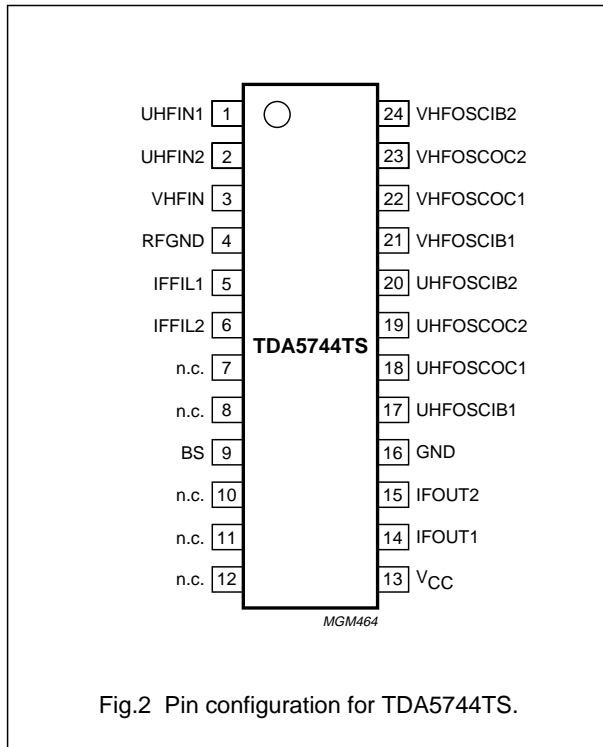 UHFIN1 1 24 VHFOSCIB2
UHFIN2 2 23 VHFOSCOC2
VHFIN 3 22 VHFOSCOC1
RFGND 4 21 VHFOSCIB1
IFFIL1 5 20 UHFOSCIB2
IFFIL2 6 19 UHFOSCOC2
TDA5744TS
n.c. 7 18 UHFOSCOC1
n.c. 8 17 UHFOSCIB1
BS 9 16 GND
n.c. 10 15 IFOUT2
n.c. 11 14 IFOUT1
n.c. 12 13 VCC
MGM464
Fig.2 Pin configuration for TDA5744TS.